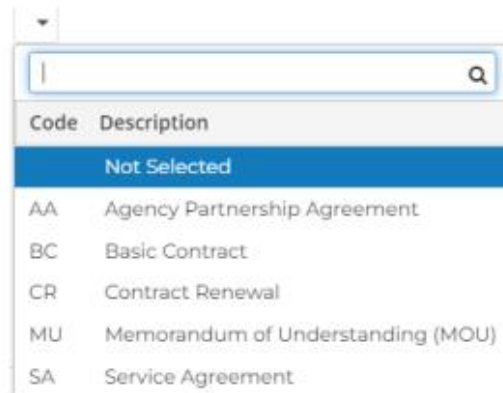 Code Description
Not Selected
AA Agency Partnership Agreement
BC Basic Contract
CR Contract Renewal
MU Memorandum of Understanding (MOU)
SA Service Agreement